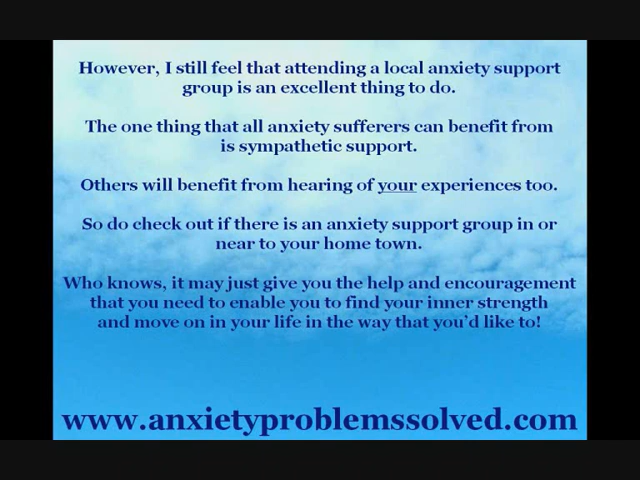 However, I still feel that attending a local anxiety support
group is an excellent thing to do.
The one thing that all anxiety sufferers can benefit from
is sympathetic support.
Others will benefit from hearing of your experiences too.
So do check out if there is an anxiety support group in or
near to your home town.
Who knows, it may just give you the help and encouragement
that you need to enable you to find your inner strength
and move on in your life in the way that you'd like to!
www.anxietyproblemssolved.com